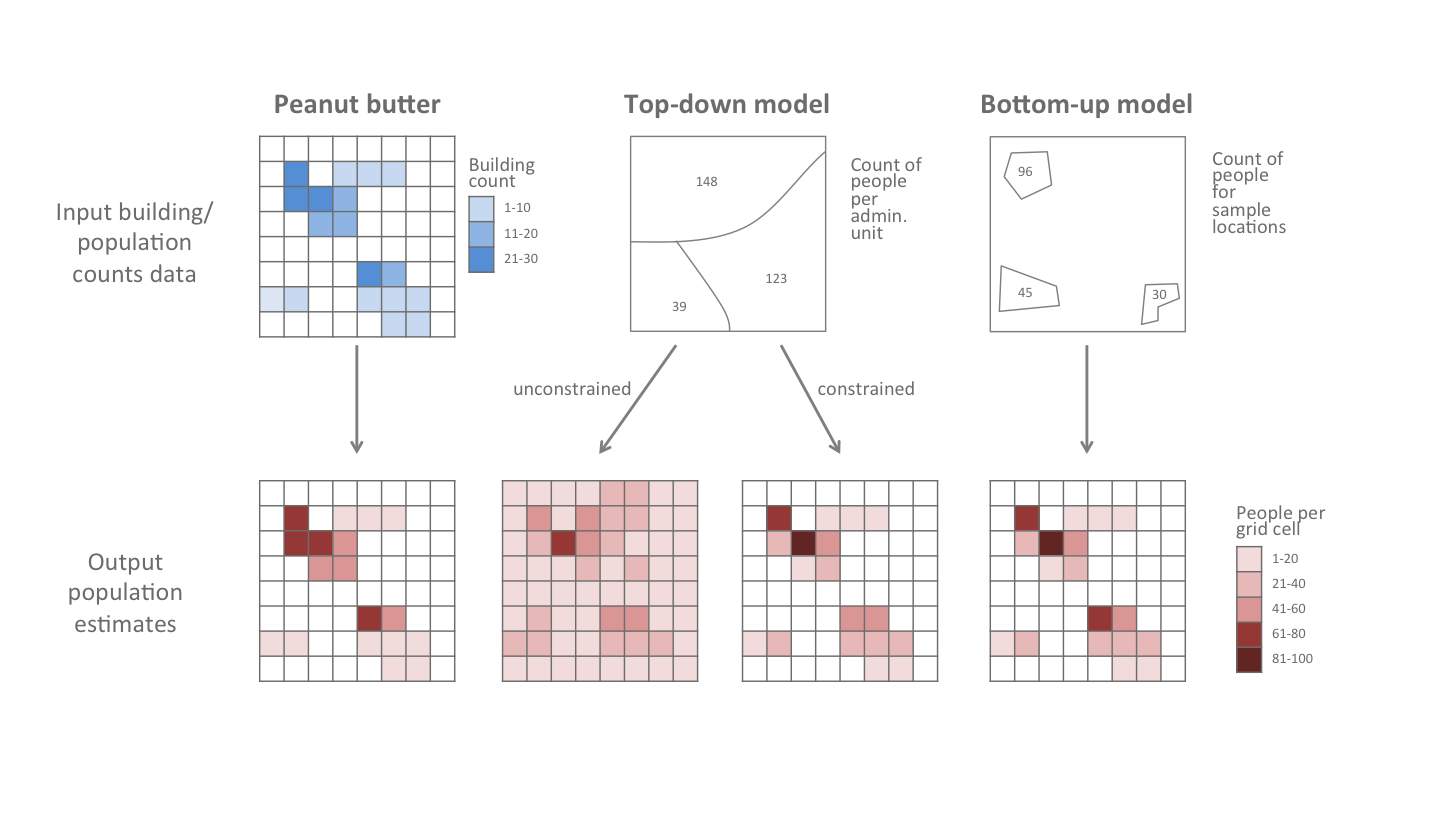 Peanut butter
Top-down model
Bottom-up model
Input building/
population
counts data
Building
count
1-10
11-20
21-30
148
123
39
Count of
people
per
admin.
unit
96
45
30
Count of
people
for
sample
locations
unconstrained
constrained
Output
population
estimates
People per
grid cell
1-20
21-40
41-60
61-80
81-100